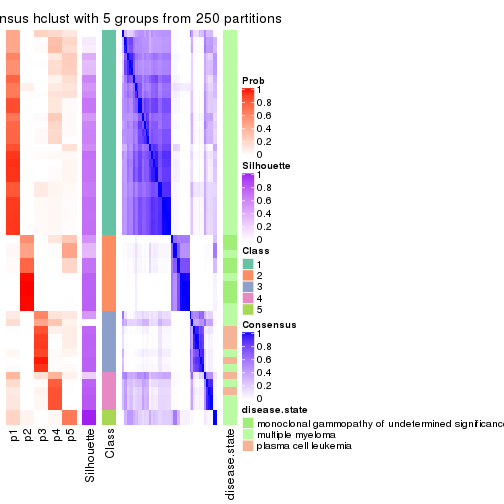 nsus hclust with 5 groups from 250 partitions
Prob
1
0.8
0.6
0.4
0.2
0
Silhouette
1
0.8
0.6
0.4
0.2
0
Class
1
2
3
4
5
Consensus
1
0.8
0.6
0.4
0.2
0
disease.state
monoclonal gammopathy of undetermined significance
multiple myeloma
plasma cell leukemia
p1
p2
p3
p4
p5
Silhouette
Class
disease.state